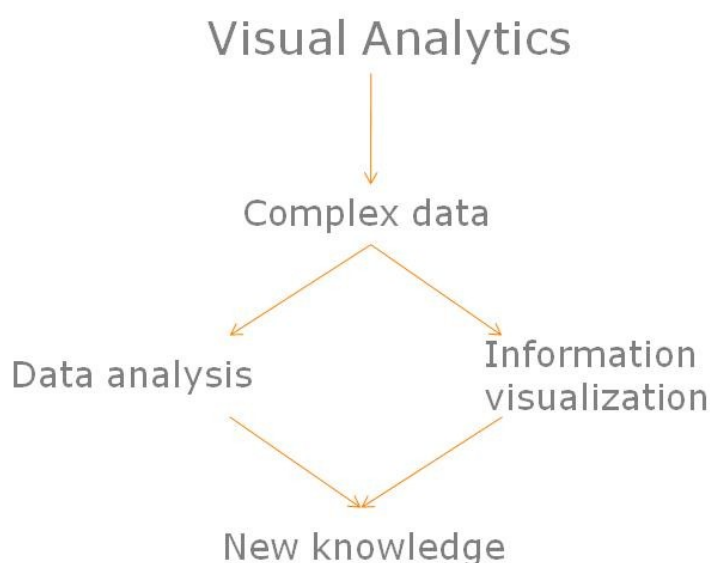 Visual Analytics
Complex data
Data analysis
Information
visualization
New knowledge